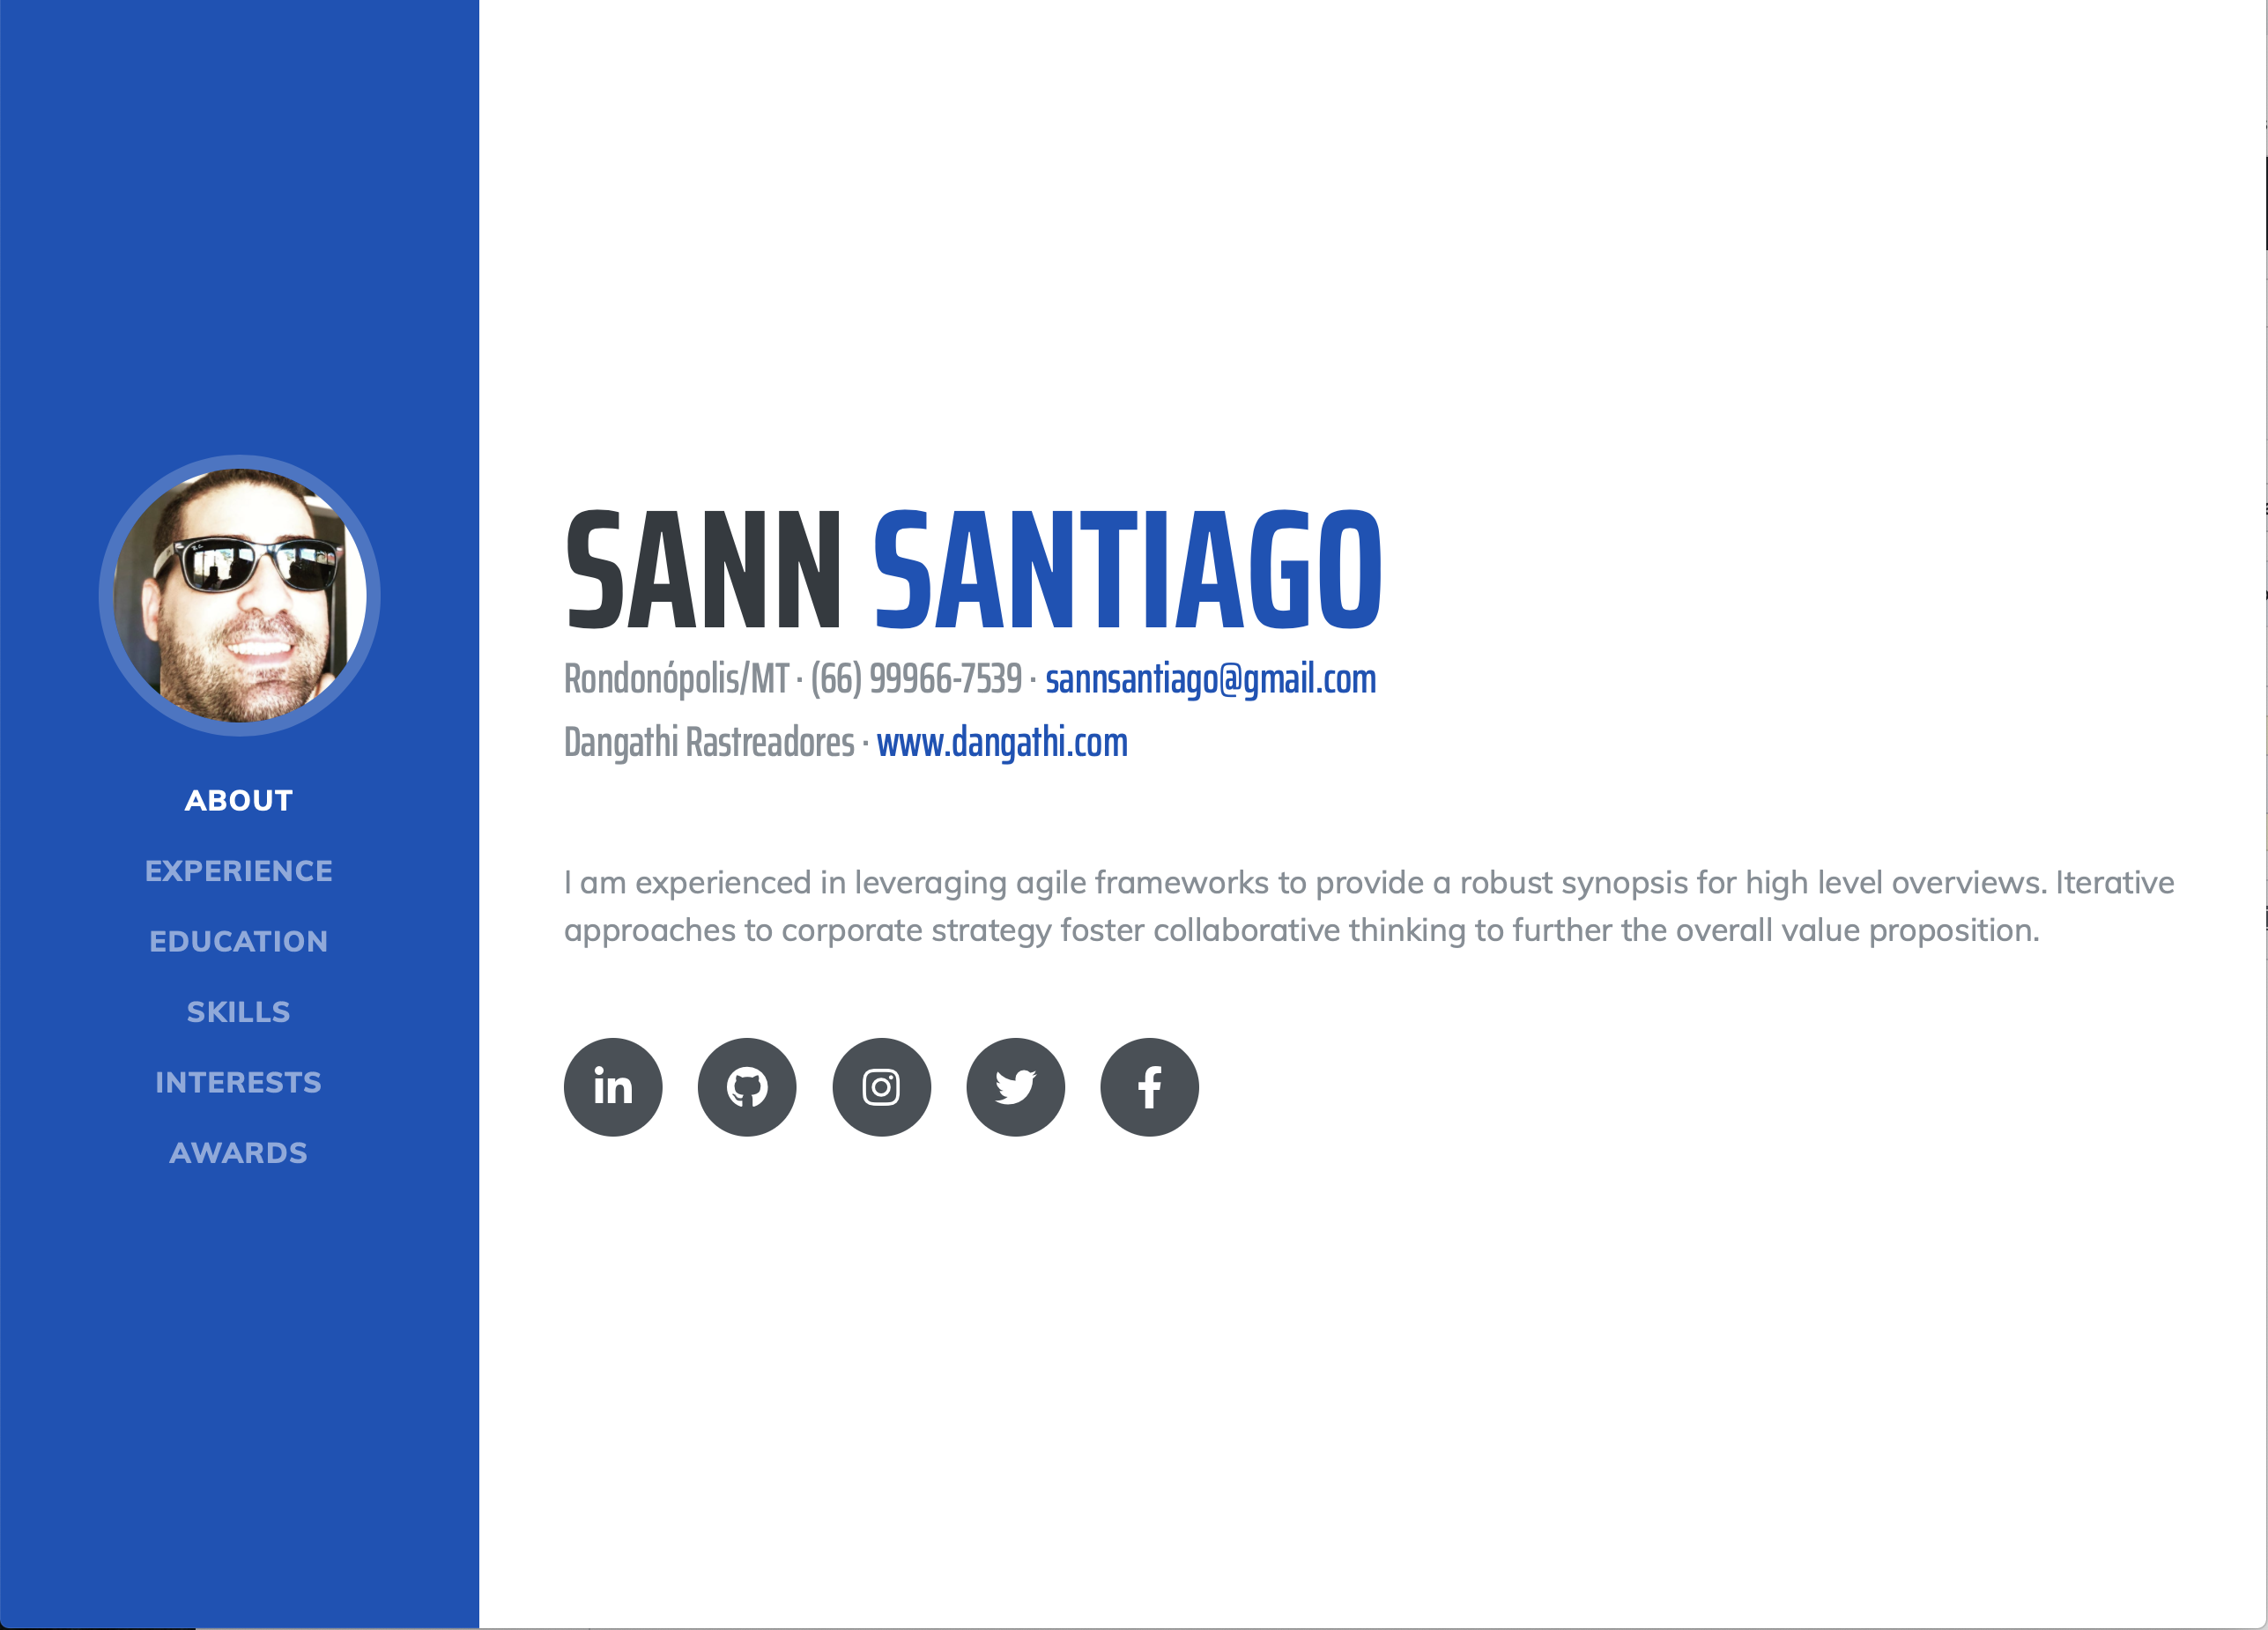 ABOUT
EXPERIENCE
EDUCATION
SKILLS
INTERESTS
AWARDS
SANN SANTIAGO
Rondonópolis/MT · (66) 99966-7539 · sannsantiago@gmail.com
Dangathi Rastreadores · www.dangathi.com
I am experienced in leveraging agile frameworks to provide a robust synopsis for high level overviews. Iterative
approaches to corporate strategy foster collaborative thinking to further the overall value proposition.
in